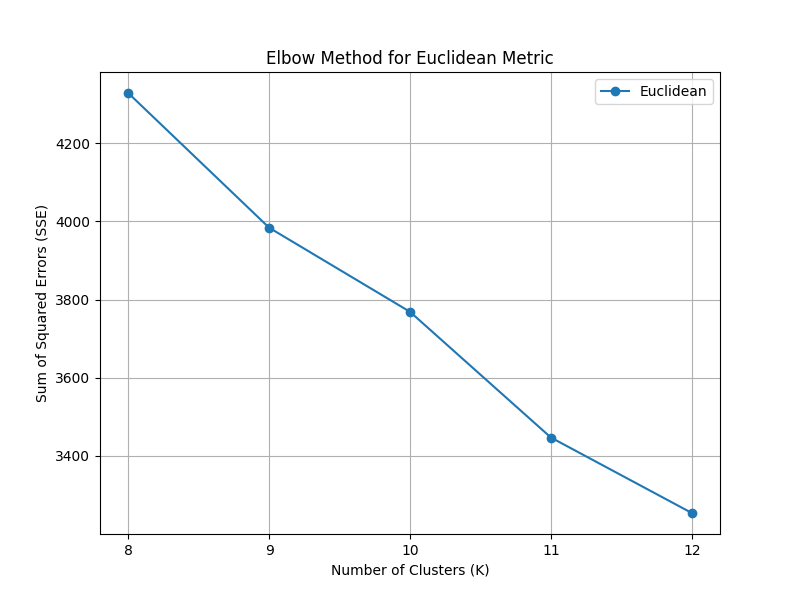 Elbow Method for Euclidean Metric
Euclidean
4200
4000
3800
3600
3400
Sum of Squared Errors (SSE)
8 9 10 11 12
Number of Clusters (K)